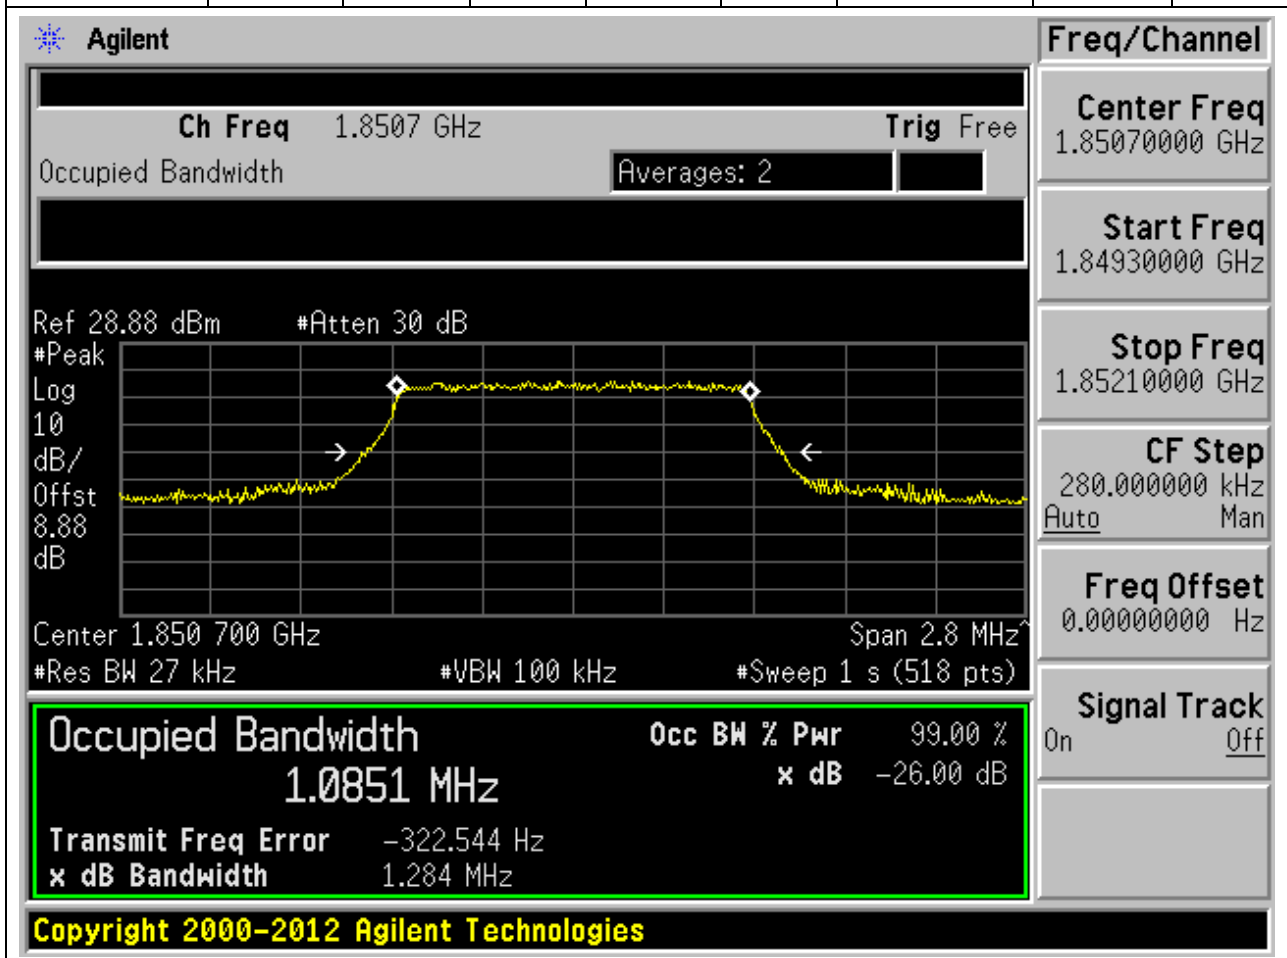 Agilent
Freq/Channel
Ch Freq 1.8507 GHz Trig Free
Occupied Bandwidth Averages: 2
Center Freq
1.85070000 GHz
Start Freq
1.84930000 GHz
Stop Freq
1.85210000 GHz
CF Step
280.000000 kHz
Auto Man
Freq Offset
0.00000000 Hz
Signal Track
On Off
Ref 28.88 dBm #Atten 30 dB
#Peak
Log
10
dB/
Offst
8.88
dB
Center 1.850 700 GHz Span 2.8 MHz^
#Res BW 27 kHz #VBW 100 kHz #Sweep 1 s (518 pts)
Occupied Bandwidth Occ BW % Pwr 99.00 %
1.0851 MHz x dB -26.00 dB
Transmit Freq Error -322.544 Hz
x dB Bandwidth 1.284 MHz
Copyright 2000-2012 Agilent Technologies